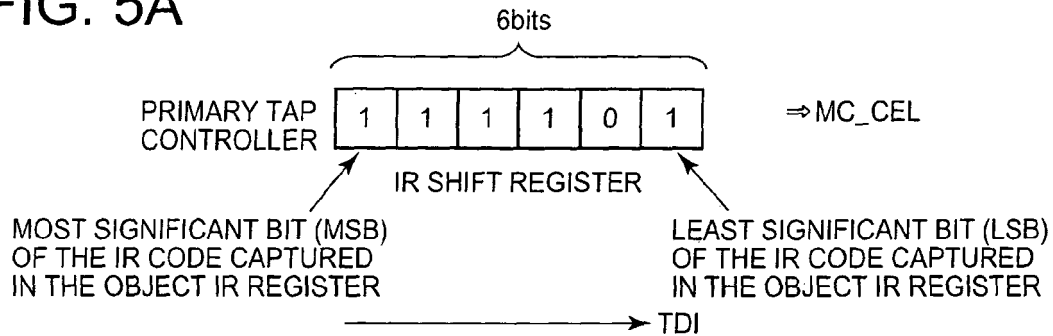 FIG. 5A
6bits
PRIMARY TAP
CONTROLLER
1 1 1 1 0 1
⇒MC_CEL
IR SHIFT REGISTER
MOST SIGNIFICANT BIT (MSB)
OF THE IR CODE CAPTURED
IN THE OBJECT IR REGISTER
LEAST SIGNIFICANT BIT (LSB)
OF THE IR CODE CAPTURED
IN THE OBJECT IR REGISTER
TDI